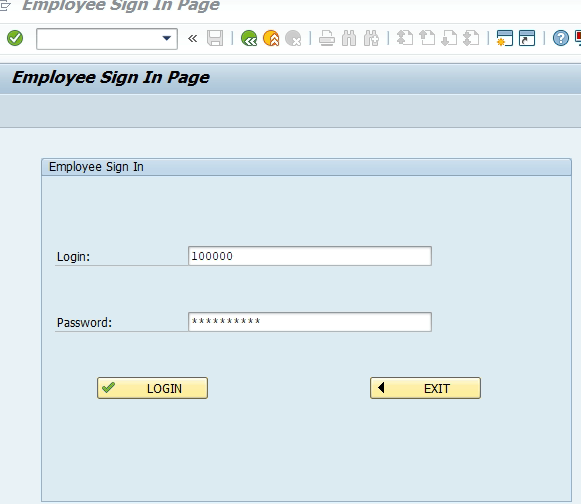 Employee Sign In Page
Employee Sign In Page
Employee Sign In
Login: 100000
Password: **********
LOGIN EXIT